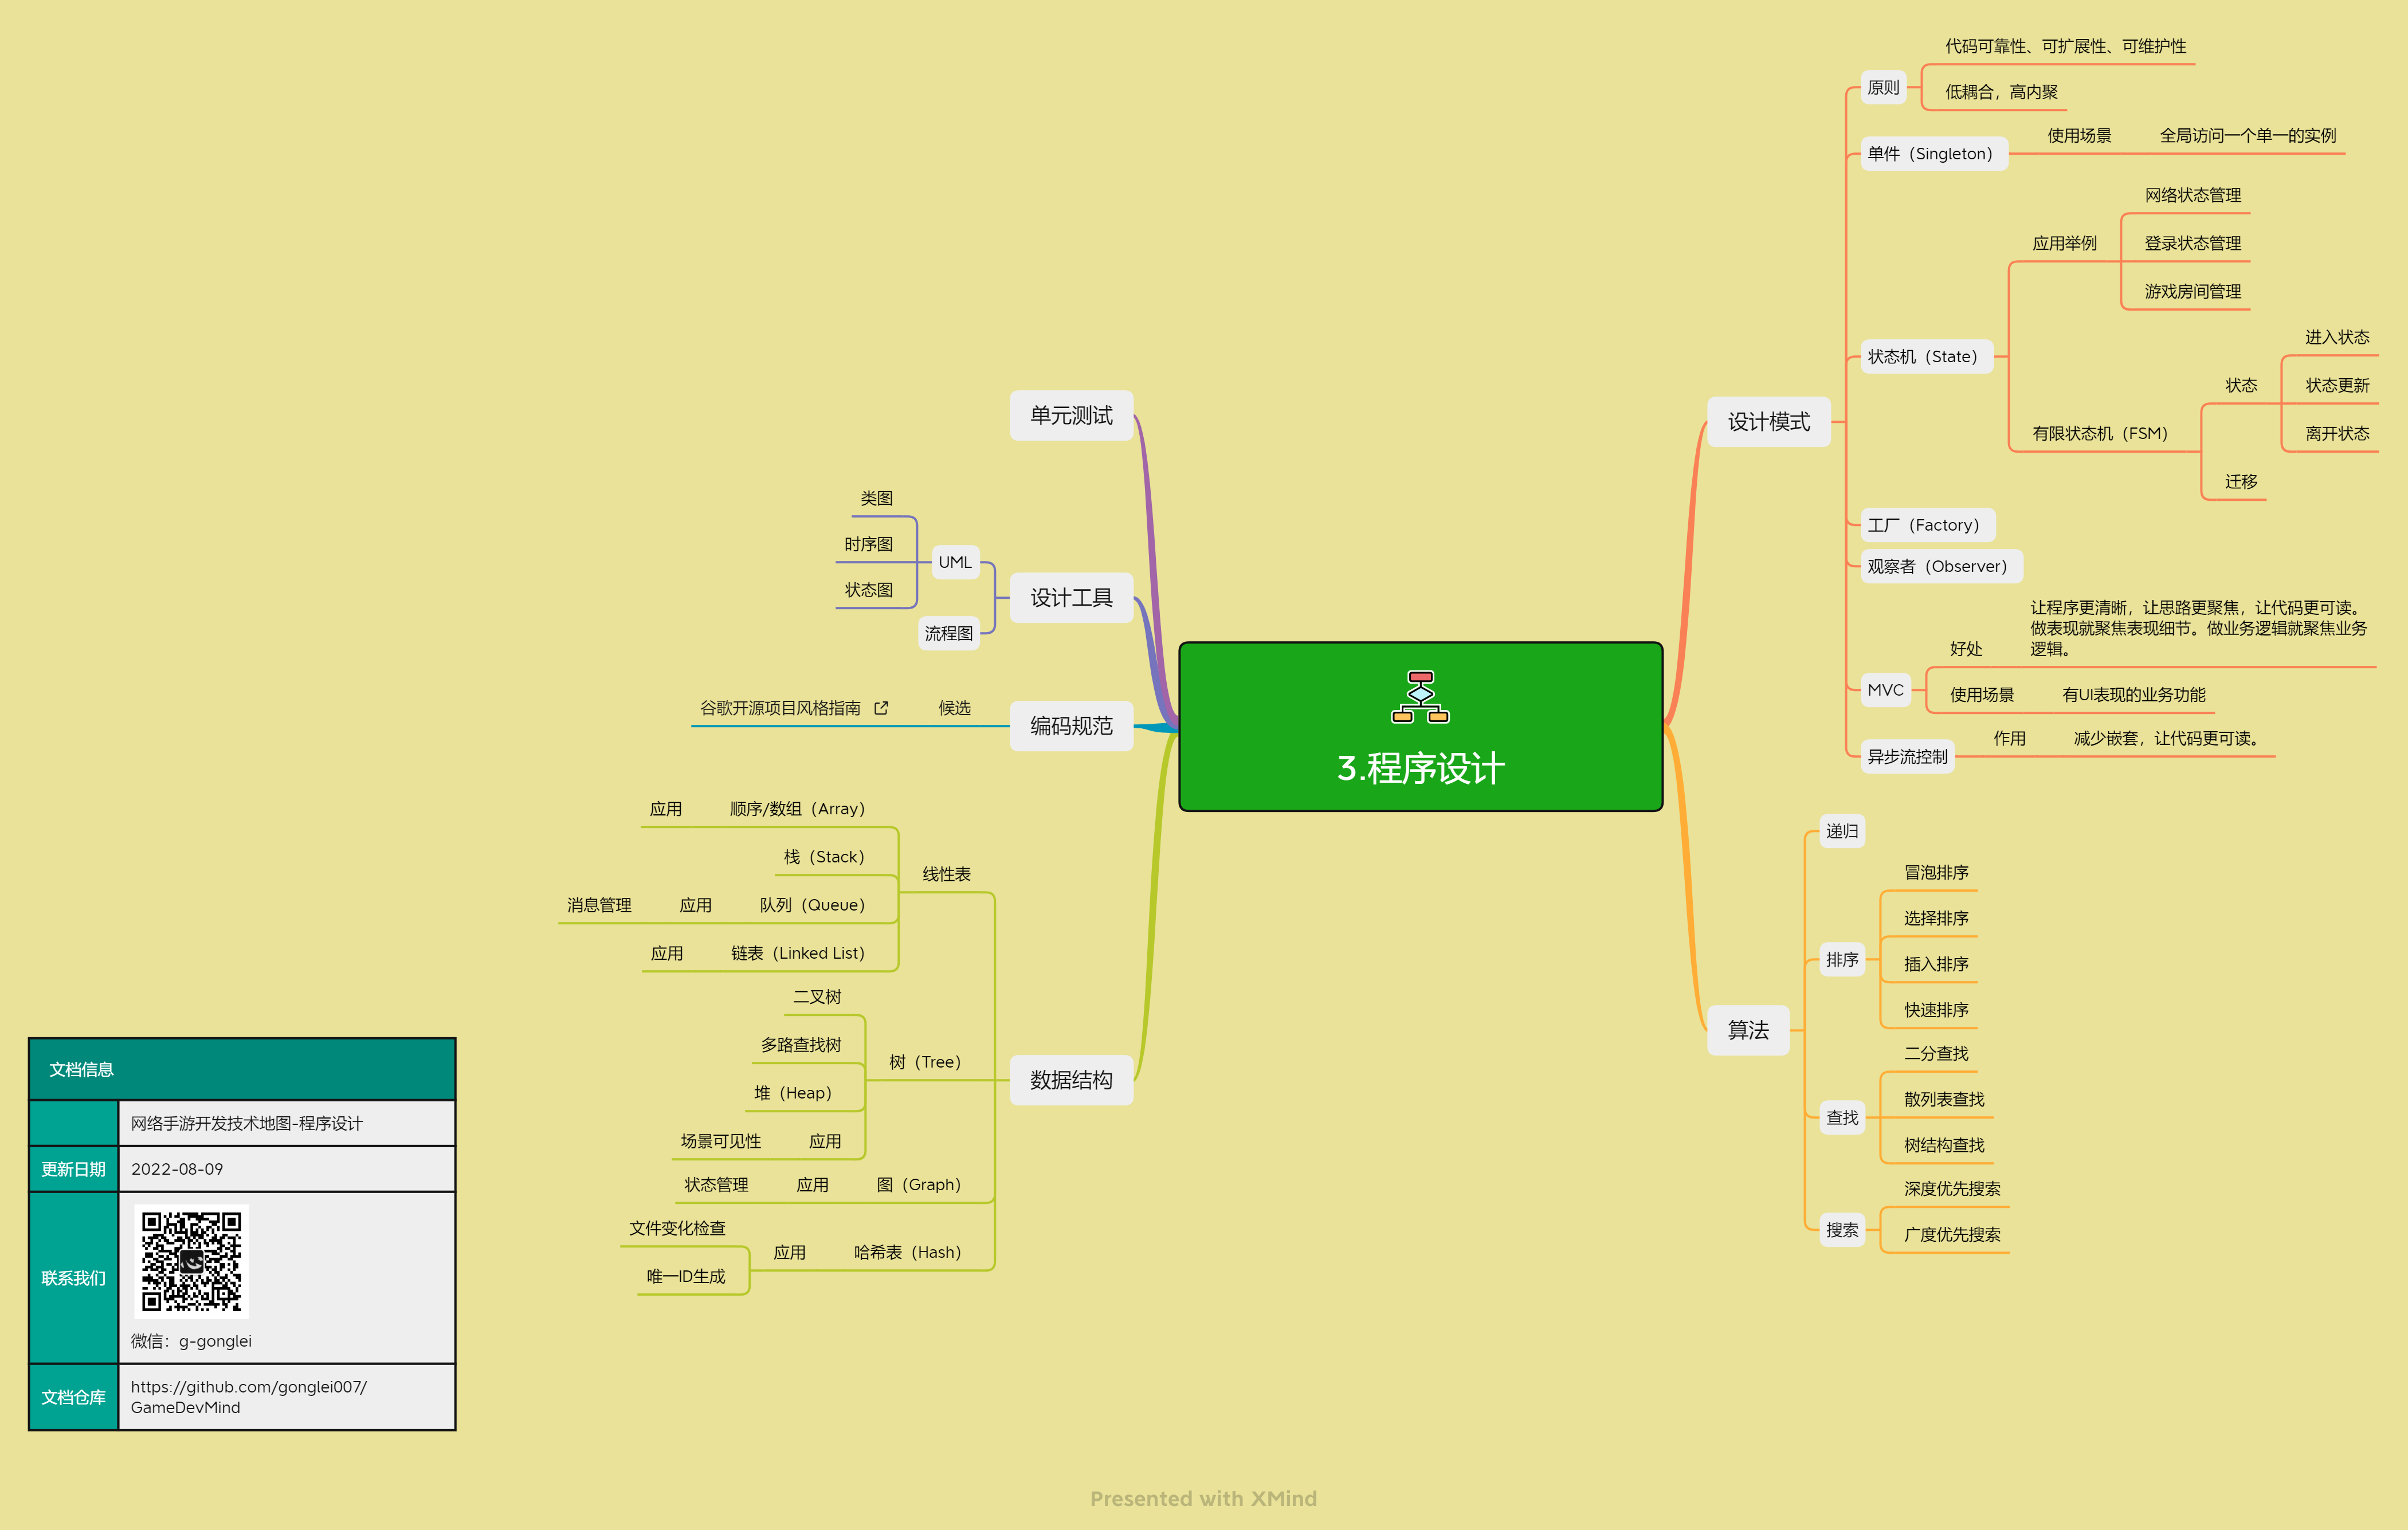 3.程序设计
设计模式
原则
代码可靠性、可扩展性、可维护性
低耦合，高内聚
单件（Singleton）
使用场景
全局访问一个单一的实例
状态机（State）
应用举例
网络状态管理
登录状态管理
游戏房间管理
有限状态机（FSM）
状态
进入状态
状态更新
离开状态
迁移
工厂（Factory）
观察者（Observer）
MVC
好处
让程序更清晰，让思路更聚焦，让代码更可读。
做表现就聚焦表现细节。做业务逻辑就聚焦业务
逻辑。
使用场景
有UI表现的业务功能
异步流控制
作用
减少嵌套，让代码更可读。
算法
递归
排序
冒泡排序
选择排序
插入排序
快速排序
查找
二分查找
散列表查找
树结构查找
搜索
深度优先搜索
广度优先搜索
单元测试
设计工具
UML
类图
时序图
状态图
流程图
编码规范
候选
谷歌开源项目风格指南
数据结构
线性表
顺序/数组（Array）
应用
栈（Stack）
队列（Queue）
应用
消息管理
链表（Linked List）
应用
树（Tree）
二叉树
多路查找树
堆（Heap）
应用
场景可见性
图（Graph）
应用
状态管理
哈希表（Hash）
应用
文件变化检查
唯一ID生成
文档信息
网络手游开发技术地图-程序设计
更新日期
2022-08-09
联系我们
微信：g-gonglei
文档仓库
https://github.com/gonglei007/
GameDevMind
Presented with XMind